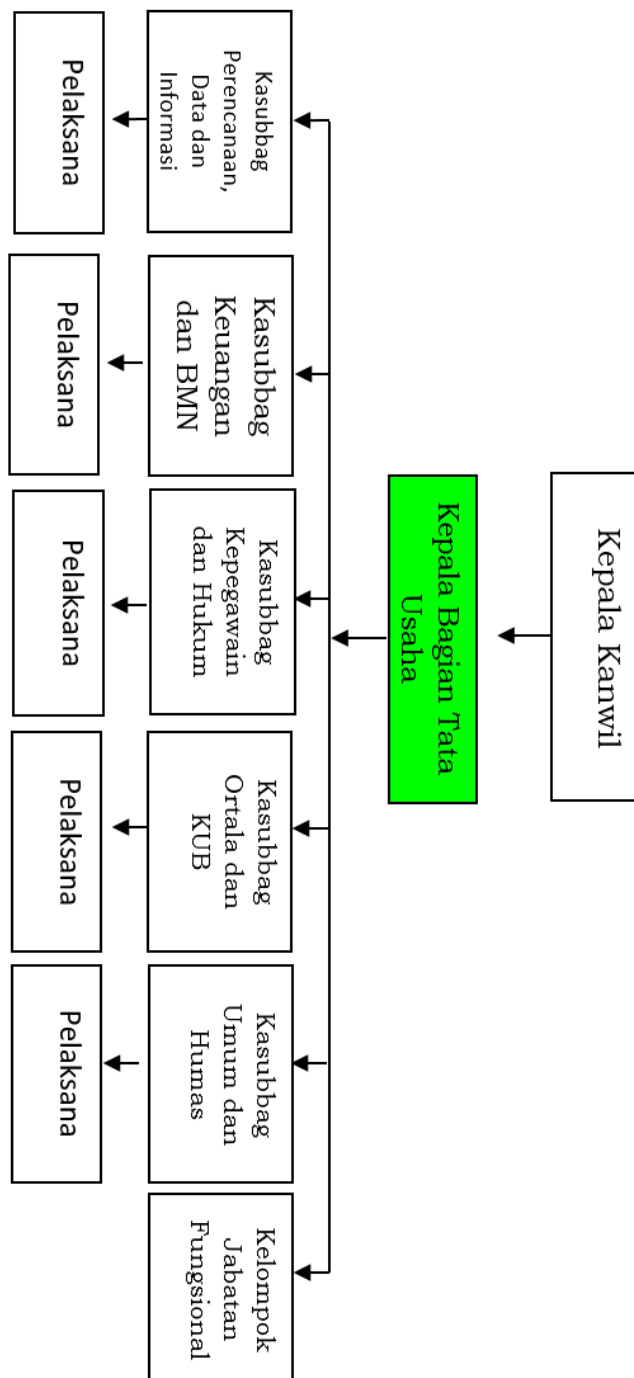 Kepala Kanwil
Kepala Bagian Tata
Usaha
Kasubbag
Perencanaan,
Data dan
Informasi
Kasubbag
Keuangan
dan BMN
Kasubbag
Kepegawain
dan Hukum
Kasubbag
Ortala dan
KUB
Kasubbag
Umum dan
Humas
Kelompok
Jabatan
Fungsional
Pelaksana
Pelaksana
Pelaksana
Pelaksana
Pelaksana